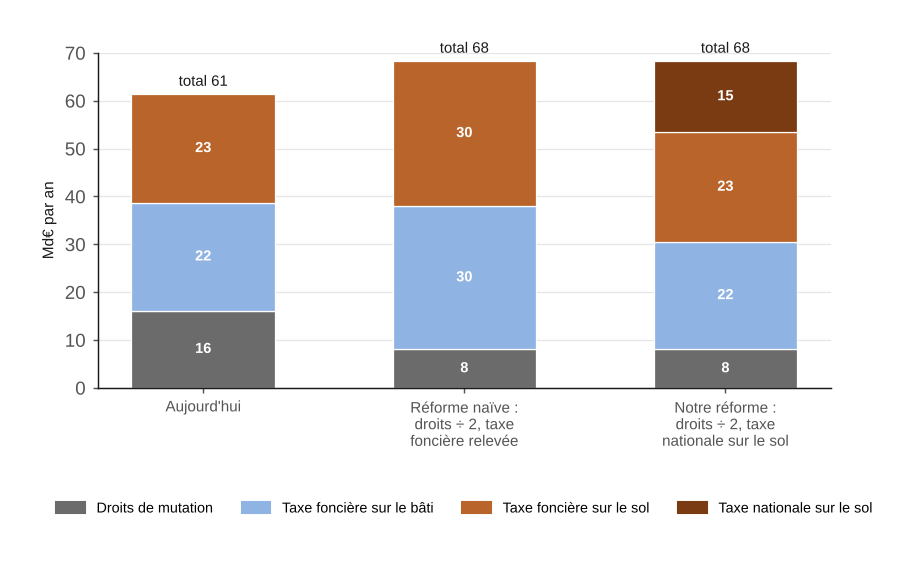 total 68
total 68
70
total 61
60
15
50
23
30
23
40
Md€ par an
30
22
30
22
20
10
16
8
8
0
Aujourd'hui
Réforme naïve :
droits ÷ 2, taxe
foncière relevée
Notre réforme :
droits ÷ 2, taxe
nationale sur le sol
Droits de mutation
Taxe foncière sur le bâti
Taxe foncière sur le sol
Taxe nationale sur le sol